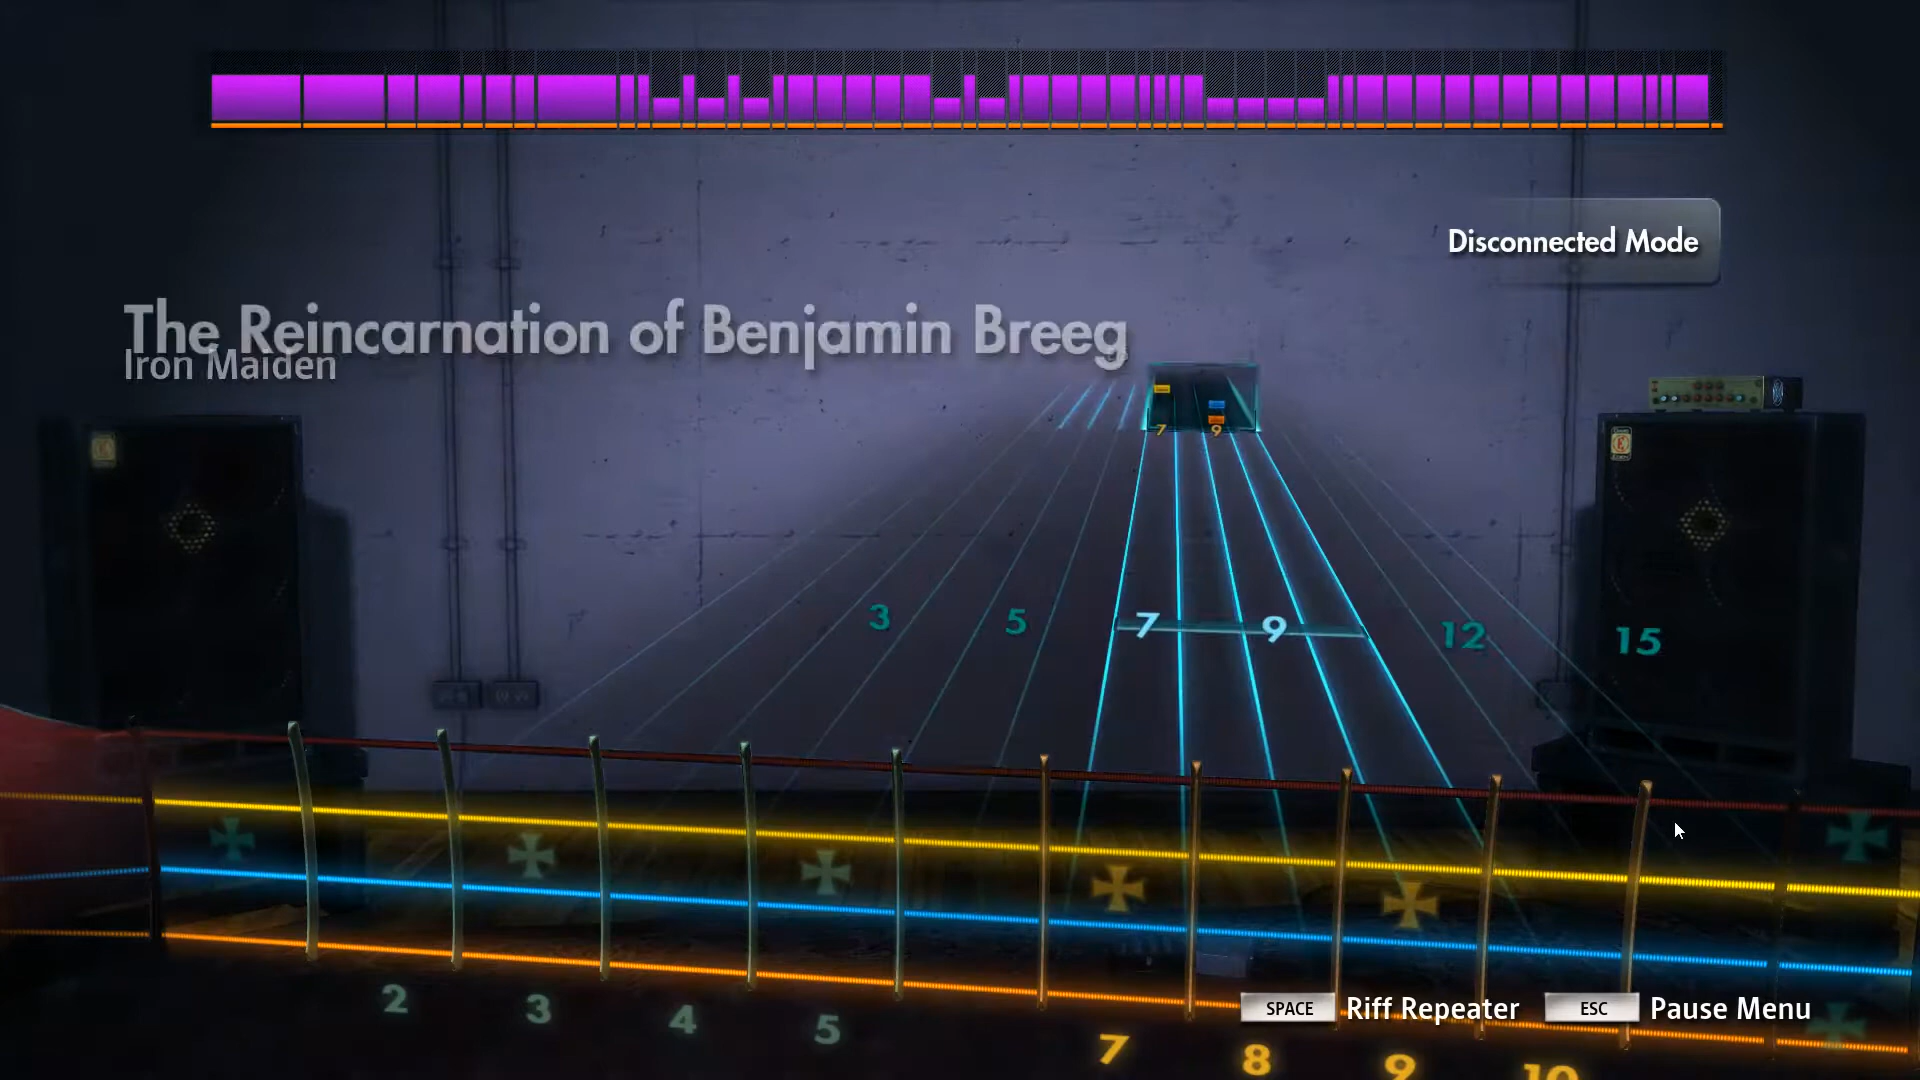 Disconnected Mode
The Reincarnation of Benjamin Breeg
Iron Maiden
7 9
3 5 7 9 12 15
SPACE Riff Repeater ESC Pause Menu
2 3 4 5 7 8 9 10